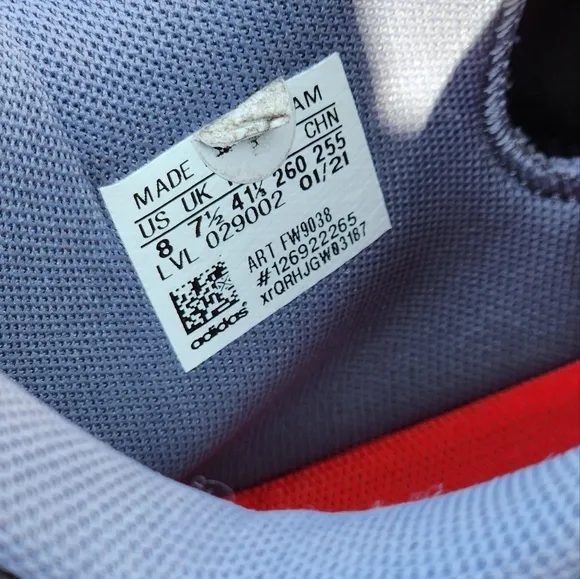 MADE AM
US UK CHN
8 7½ 41⅓ 260 255
LVL 029002 01/21
ART FW9038
#126922265
xrQRHJGW03187
adidas